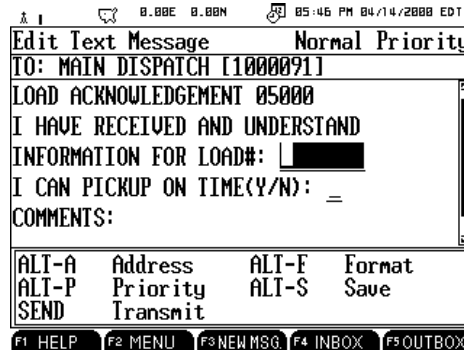 0.00E 0.00N 05:46 PM 04/14/2000 EDT
Edit Text Message Normal Priority
TO: MAIN DISPATCH [1000091]
LOAD ACKNOWLEDGEMENT 05000
I HAVE RECEIVED AND UNDERSTAND
INFORMATION FOR LOAD#:
I CAN PICKUP ON TIME(Y/N): _
COMMENTS:
ALT-A Address ALT-F Format
ALT-P Priority ALT-S Save
SEND Transmit
F1 HELP F2 MENU F3 NEW MSG. F4 INBOX F5 OUTBOX